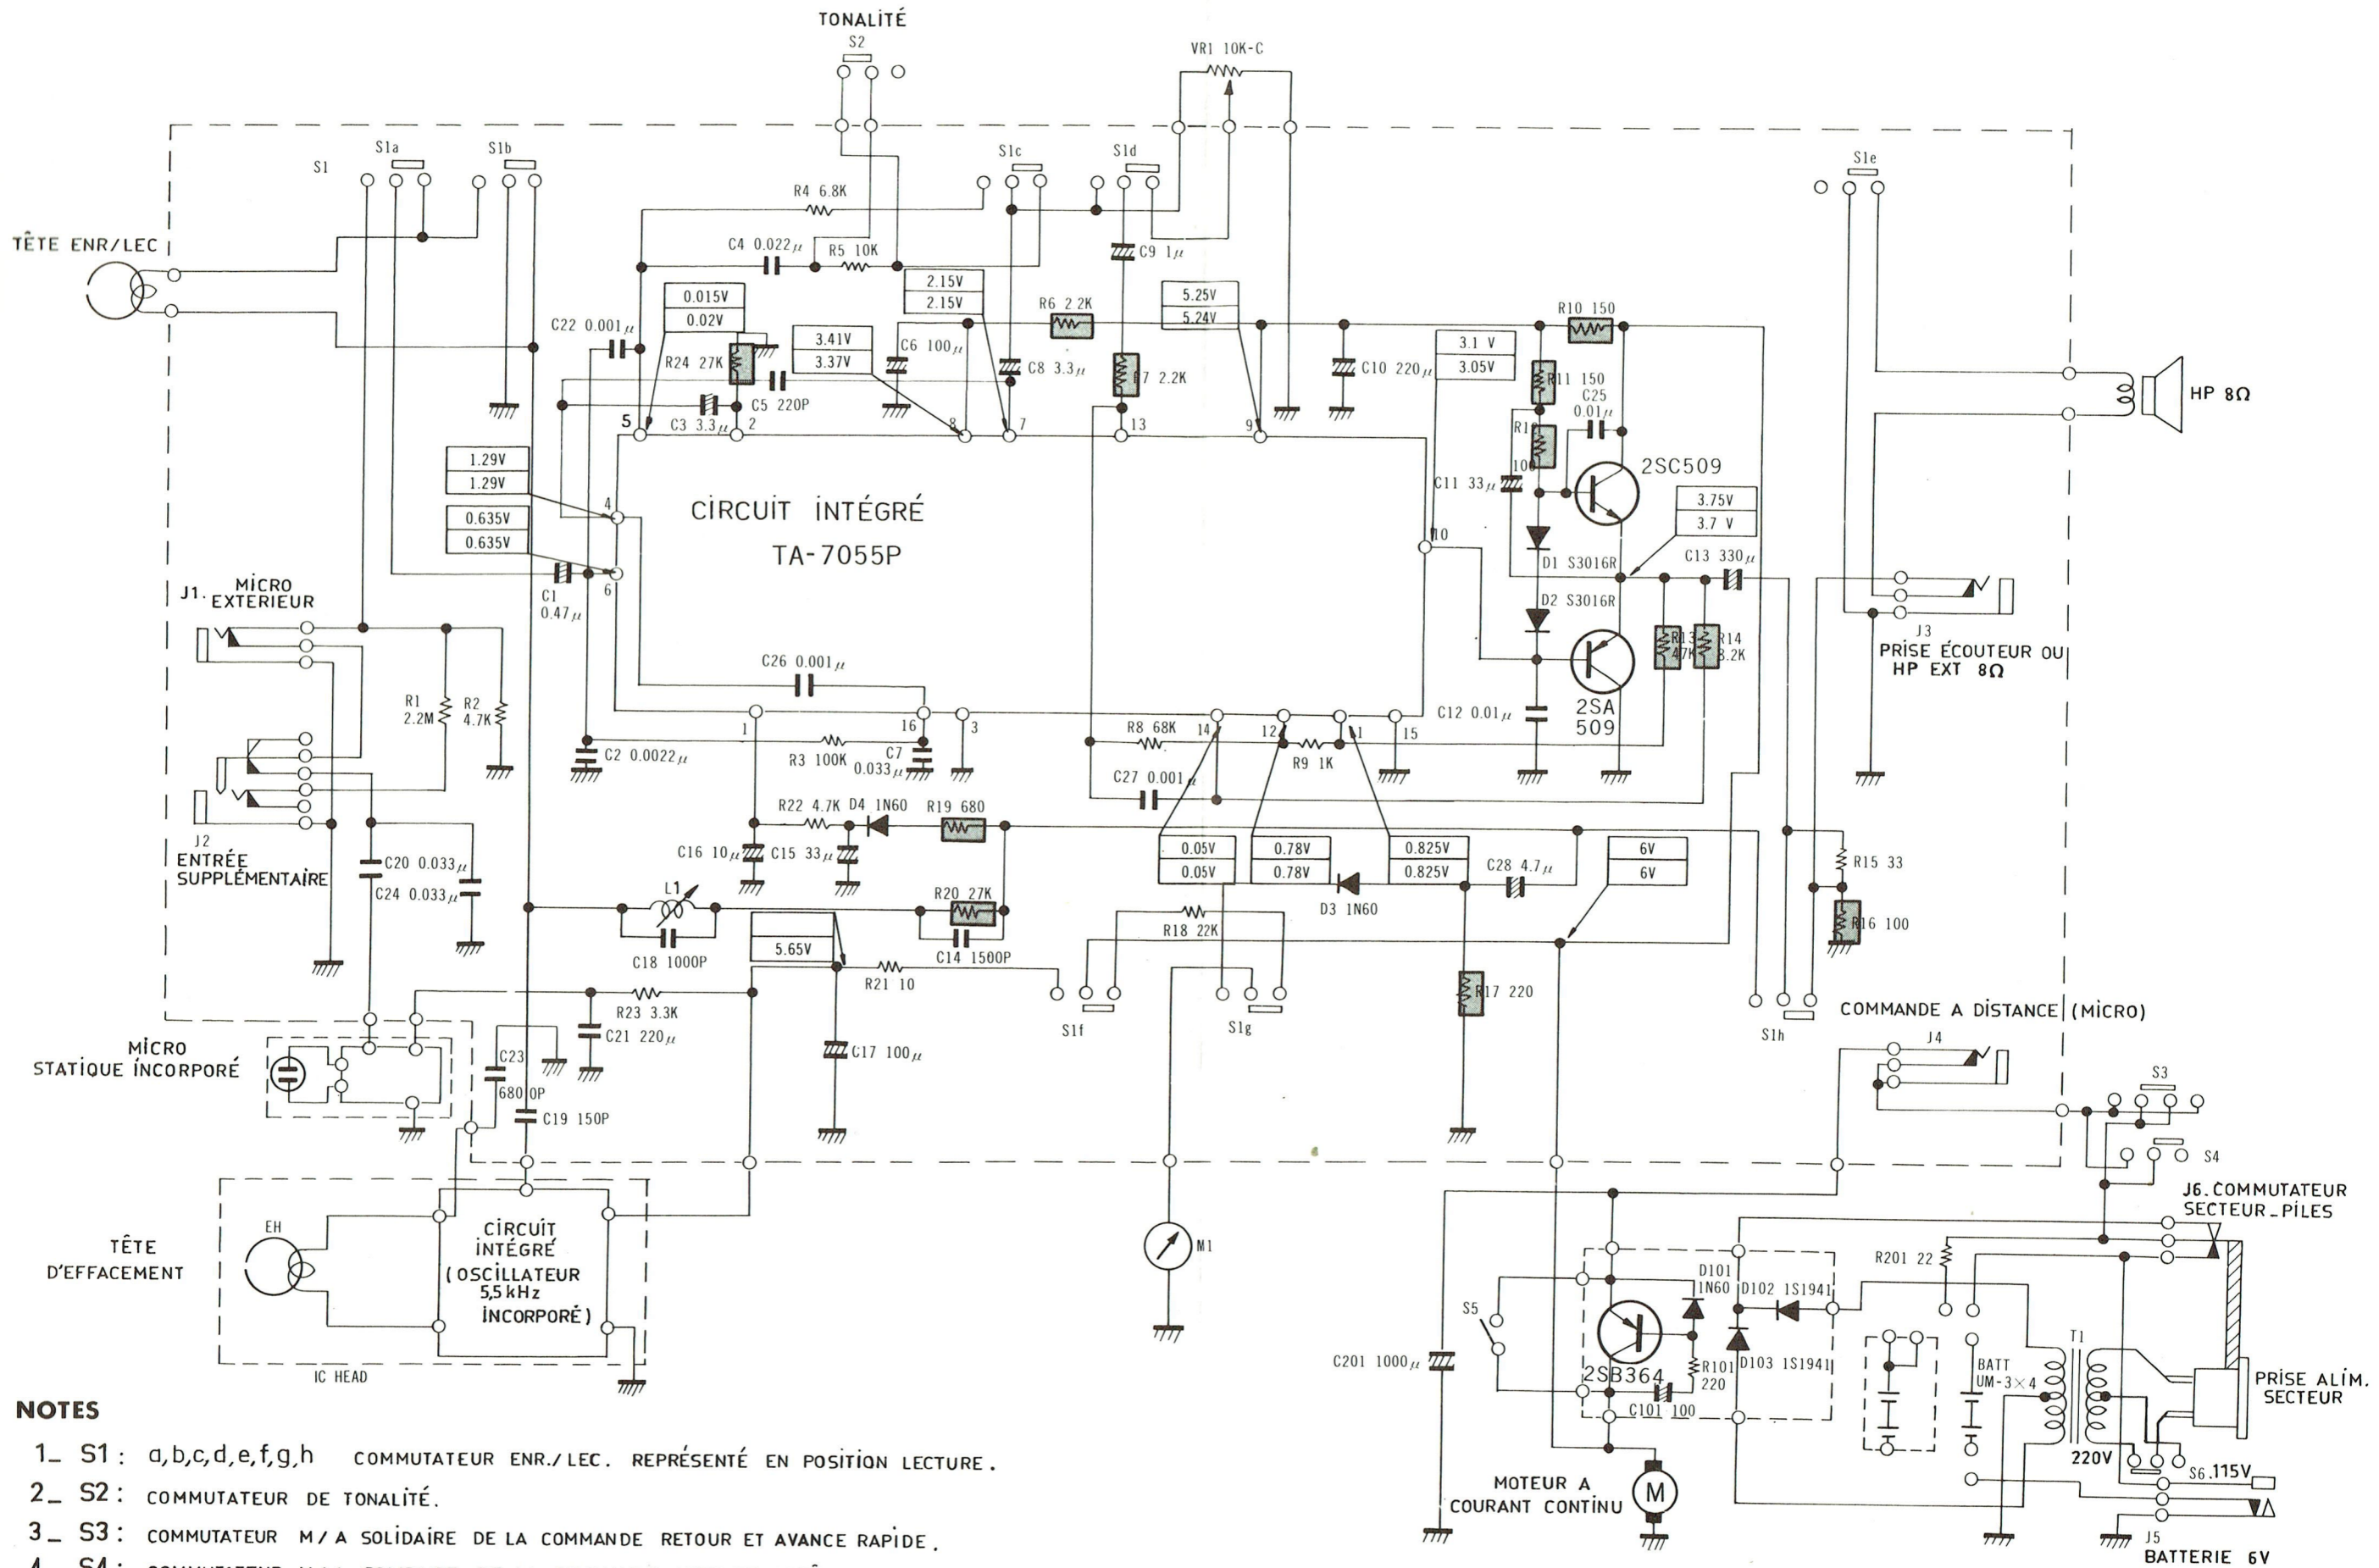 TONALITÉ
S2
VR1 10K-C
S1
S1a
S1b
S1c
S1d
S1e
TÊTE ENR/LEC
R4 6.8K
C4 0.022μ
R5 10K
C9 1μ
0.015V
0.02V
2.15V
2.15V
R6 2.2K
5.25V
5.24V
R10 150
C22 0.001μ
R24 27K
3.41V
3.37V
C6 100μ
C8 3.3μ
R7 2.2K
C10 220μ
3.1 V
3.05V
R11 150
C25
0.01μ
C5 220P
C3 3.3μ
5
2
8
7
13
9
HP 8Ω
1.29V
1.29V
4
0.635V
0.635V
6
CIRCUIT INTÉGRÉ
TA-7055P
10
100
C11 33μ
2SC509
3.75V
3.7 V
D1 S3016R
C13 330μ
D2 S3016R
C1
0.47μ
J1. MICRO
EXTERIEUR
J3
PRISE ÉCOUTEUR OU
HP EXT 8Ω
R13
47K
R14
8.2K
C26 0.001μ
R1
2.2M
R2
4.7K
2SA
509
C12 0.01μ
1
16
3
14
12
11
15
R8 68K
R9 1K
C2 0.0022μ
R3 100K
C7
0.033μ
C27 0.001μ
R22 4.7K
D4 1N60
R19 680
J2
ENTRÉE
SUPPLÉMENTAIRE
C20 0.033μ
C24 0.033μ
C16 10μ
C15 33μ
0.05V
0.05V
0.78V
0.78V
0.825V
0.825V
C28 4.7μ
6V
6V
R15 33
L1
R20 27K
D3 1N60
R16 100
R18 22K
5.65V
C18 1000P
C14 1500P
R21 10
R17 220
R23 3.3K
C21 220μ
S1f
S1g
S1h
COMMANDE A DISTANCE (MICRO)
J4
MICRO
STATIQUE INCORPORÉ
C23
6800P
C17 100μ
C19 150P
S3
S4
J6. COMMUTATEUR
SECTEUR_PILES
TÊTE
D'EFFACEMENT
EH
CIRCUIT
INTÉGRÉ
(OSCILLATEUR
5,5 kHz
INCORPORÉ)
IC HEAD
M1
R201 22
D101
1N60
D102 1S1941
S5
C201 1000μ
2SB364
R101
220
D103 1S1941
C101 100
BATT
UM-3×4
T1
PRISE ALIM.
SECTEUR
220V
S6.115V
MOTEUR A
COURANT CONTINU
M
J5
BATTERIE 6V
NOTES
1_ S1 : a,b,c,d,e,f,g,h COMMUTATEUR ENR./LEC. REPRÉSENTÉ EN POSITION LECTURE.
2_ S2 : COMMUTATEUR DE TONALITÉ.
3_ S3 : COMMUTATEUR M/A SOLIDAIRE DE LA COMMANDE RETOUR ET AVANCE RAPIDE.